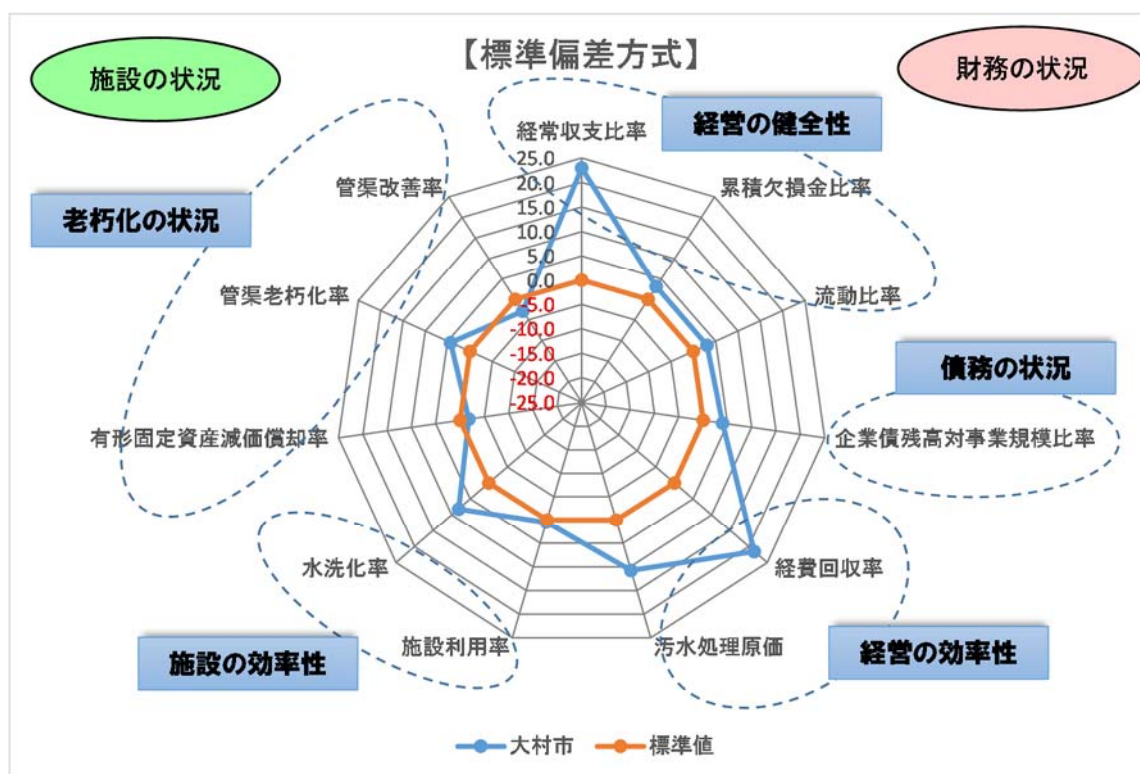 【標準偏差方式】
施設の状況
財務の状況
経営の健全性
経常収支比率
累積欠損金比率
流動比率
債務の状況
企業債残高対事業規模比率
経費回収率
経営の効率性
汚水処理原価
施設利用率
施設の効率性
水洗化率
有形固定資産減価償却率
管渠老朽化率
老朽化の状況
管渠改善率
25.0
20.0
15.0
10.0
5.0
0.0
-5.0
-10.0
-15.0
-20.0
-25.0
大村市 標準値